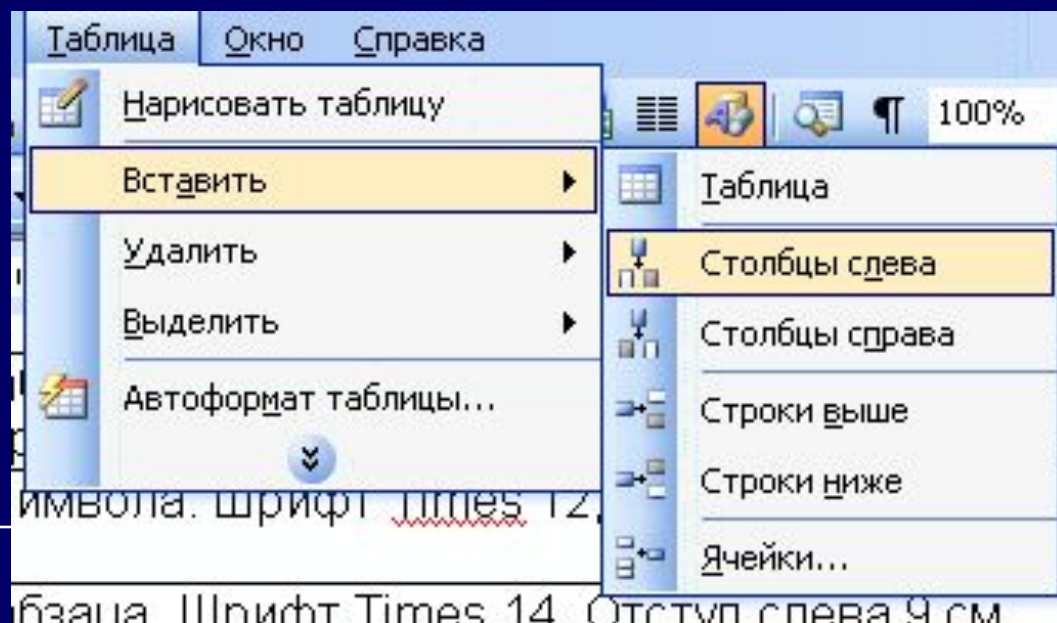 Таблица Окно Справка
Нарисовать таблицу
100%
Вставить
Таблица
Удалить
Столбцы слева
Выделить
Столбцы справа
Автоформат таблицы...
Строки выше
Строки ниже
Ячейки...
имвола. Шрифт Times 12,
бзаца. Шрифт Times 14. Отступ слева 9 см